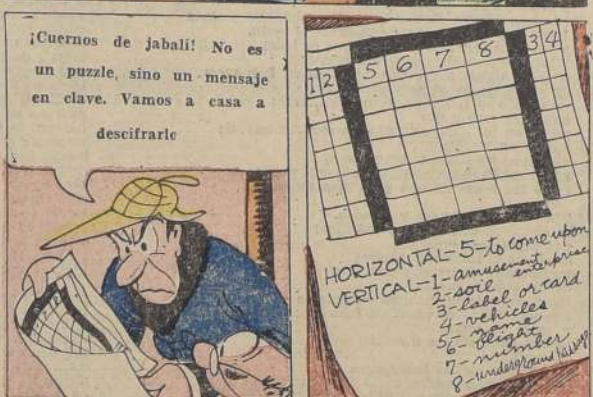 ¡Cuernos de jabalí! No es
un puzzle, sino un mensaje
en clave. Vamos a casa a
descifrarlo
1 2 5 6 7 8 3 4
HORIZONTAL-5-to come upon
VERTICAL-1-amusement enterprise
2-soil
3-label or card
4-vehicles
5-name
6-blight
7-number
8-underground passage